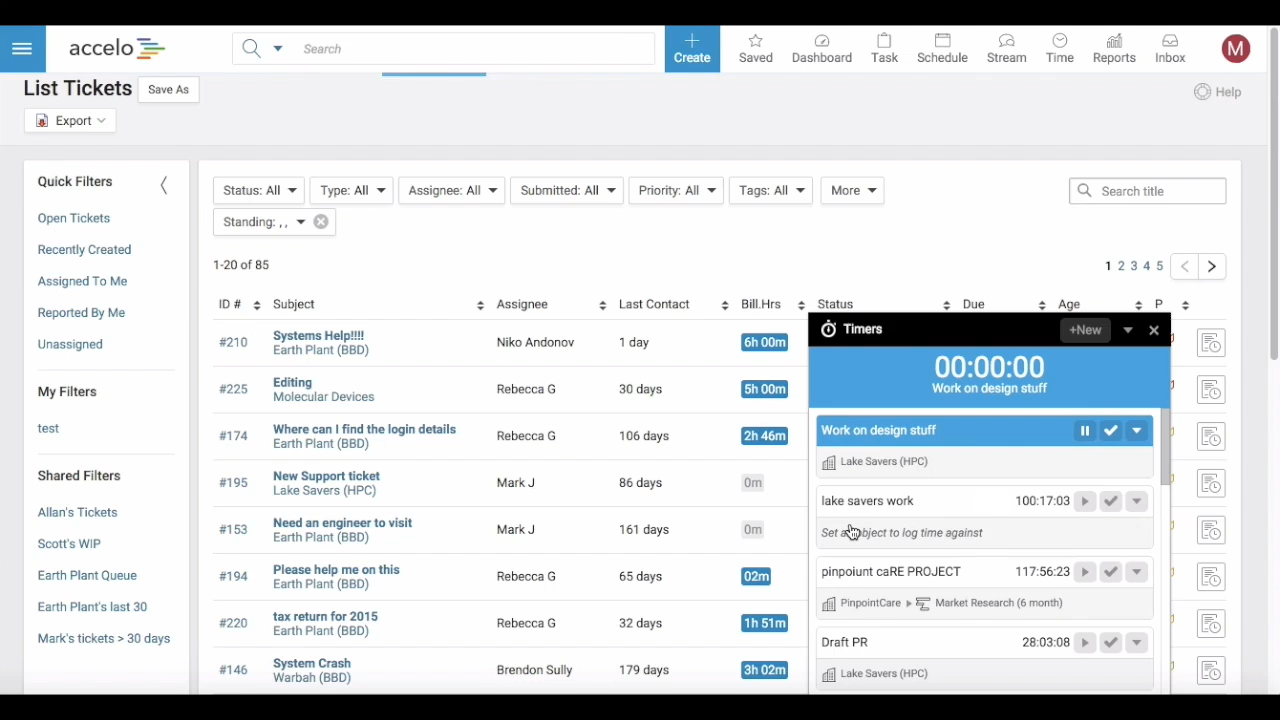 accelo
Search
Create
Saved
Dashboard
Task
Schedule
Stream
Time
Reports
Inbox
M
List Tickets
Save As
Help
Export
Quick Filters
Open Tickets
Recently Created
Assigned To Me
Reported By Me
Unassigned
My Filters
test
Shared Filters
Allan's Tickets
Scott's WIP
Earth Plant Queue
Earth Plant's last 30
Mark's tickets > 30 days
Status: All
Type: All
Assignee: All
Submitted: All
Priority: All
Tags: All
More
Search title
Standing: , ,
1-20 of 85
1 2 3 4 5
ID # Subject Assignee Last Contact Bill.Hrs Status Due Age P
#210 Systems Help!!!! Niko Andonov 1 day 6h 00m
Earth Plant (BBD)
#225 Editing Rebecca G 30 days 5h 00m
Molecular Devices
#174 Where can I find the login details Rebecca G 106 days 2h 46m
Earth Plant (BBD)
#195 New Support ticket Mark J 86 days 0m
Lake Savers (HPC)
#153 Need an engineer to visit Mark J 161 days 0m
Earth Plant (BBD)
#194 Please help me on this Rebecca G 65 days 02m
Earth Plant (BBD)
#220 tax return for 2015 Rebecca G 32 days 1h 51m
Earth Plant (BBD)
#146 System Crash Brendon Sully 179 days 3h 02m
Warbah (BBD)
Timers
+New
00:00:00
Work on design stuff
Work on design stuff
Lake Savers (HPC)
lake savers work 100:17:03
Set a object to log time against
pinpoiunt caRE PROJECT 117:56:23
PinpointCare Market Research (6 month)
Draft PR 28:03:08
Lake Savers (HPC)